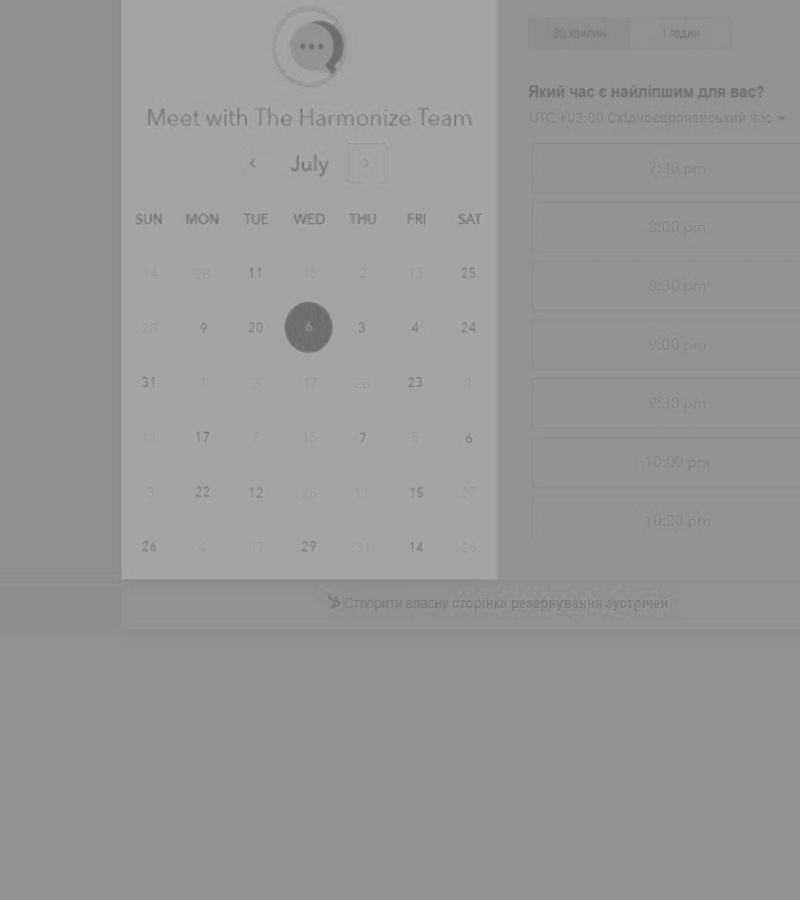 Meet with The Harmonize Team
July
SUN MON TUE WED THU FRI SAT
14 28 11 16 2 13 25
28 9 20 6 3 4 24
31 1 3 17 28 23 1
11 17 7 15 7 5 6
3 22 12 28 11 15 27
26 4 17 29 31 14 26
30 хвилин 1 годин
Який час є найліпшим для вас?
UTC +03:00 Східноєвропейський час
7:30 pm
8:00 pm
8:30 pm
9:00 pm
9:30 pm
10:00 pm
10:30 pm
Створити власну сторінка резервування зустрічей